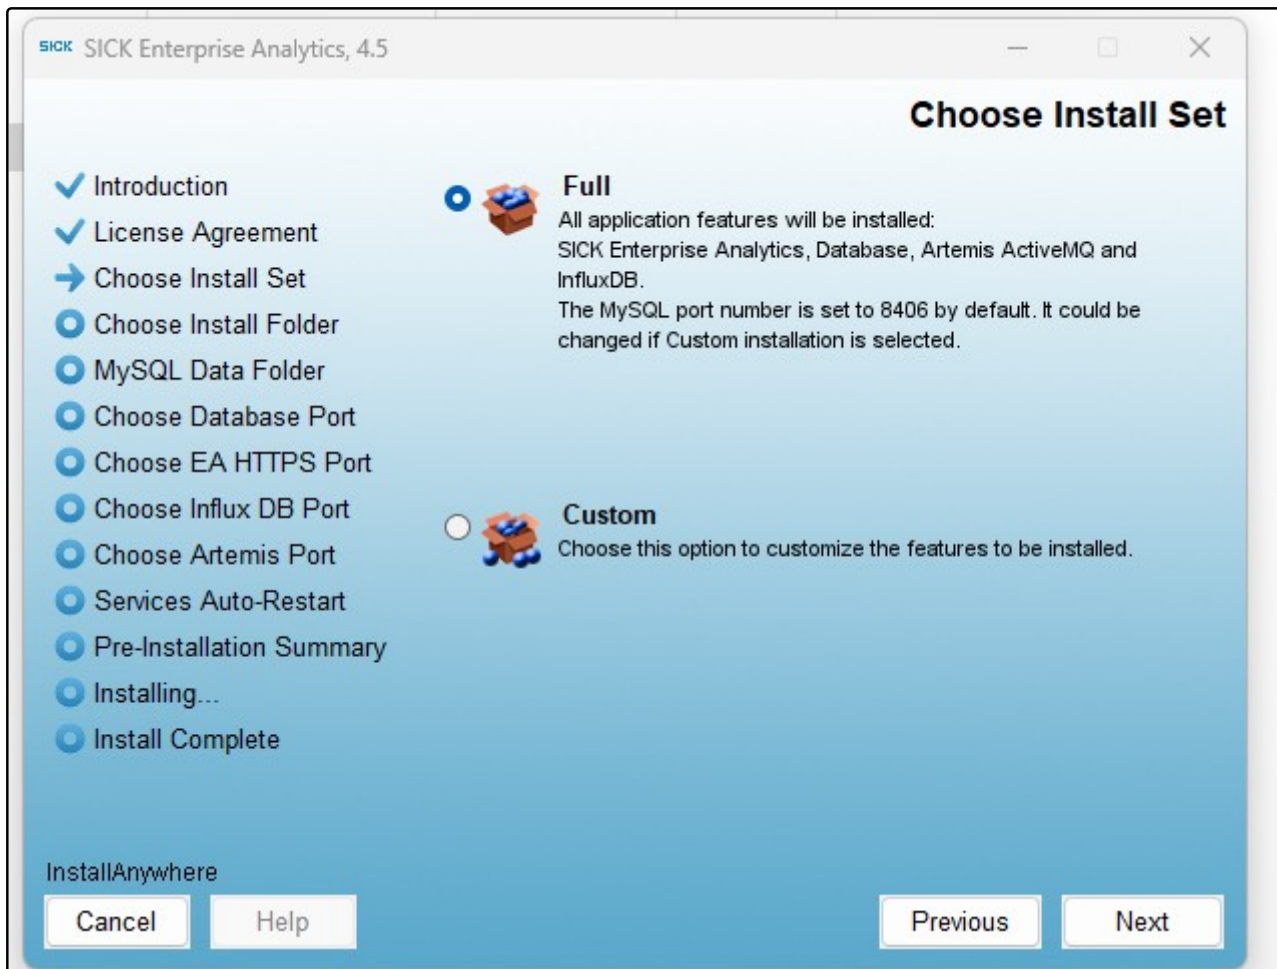 SICK SICK Enterprise Analytics, 4.5
Choose Install Set
Introduction
License Agreement
Choose Install Set
Choose Install Folder
MySQL Data Folder
Choose Database Port
Choose EA HTTPS Port
Choose Influx DB Port
Choose Artemis Port
Services Auto-Restart
Pre-Installation Summary
Installing...
Install Complete
Full
All application features will be installed:
SICK Enterprise Analytics, Database, Artemis ActiveMQ and
InfluxDB.
The MySQL port number is set to 8406 by default. It could be
changed if Custom installation is selected.
Custom
Choose this option to customize the features to be installed.
InstallAnywhere
Cancel
Help
Previous
Next